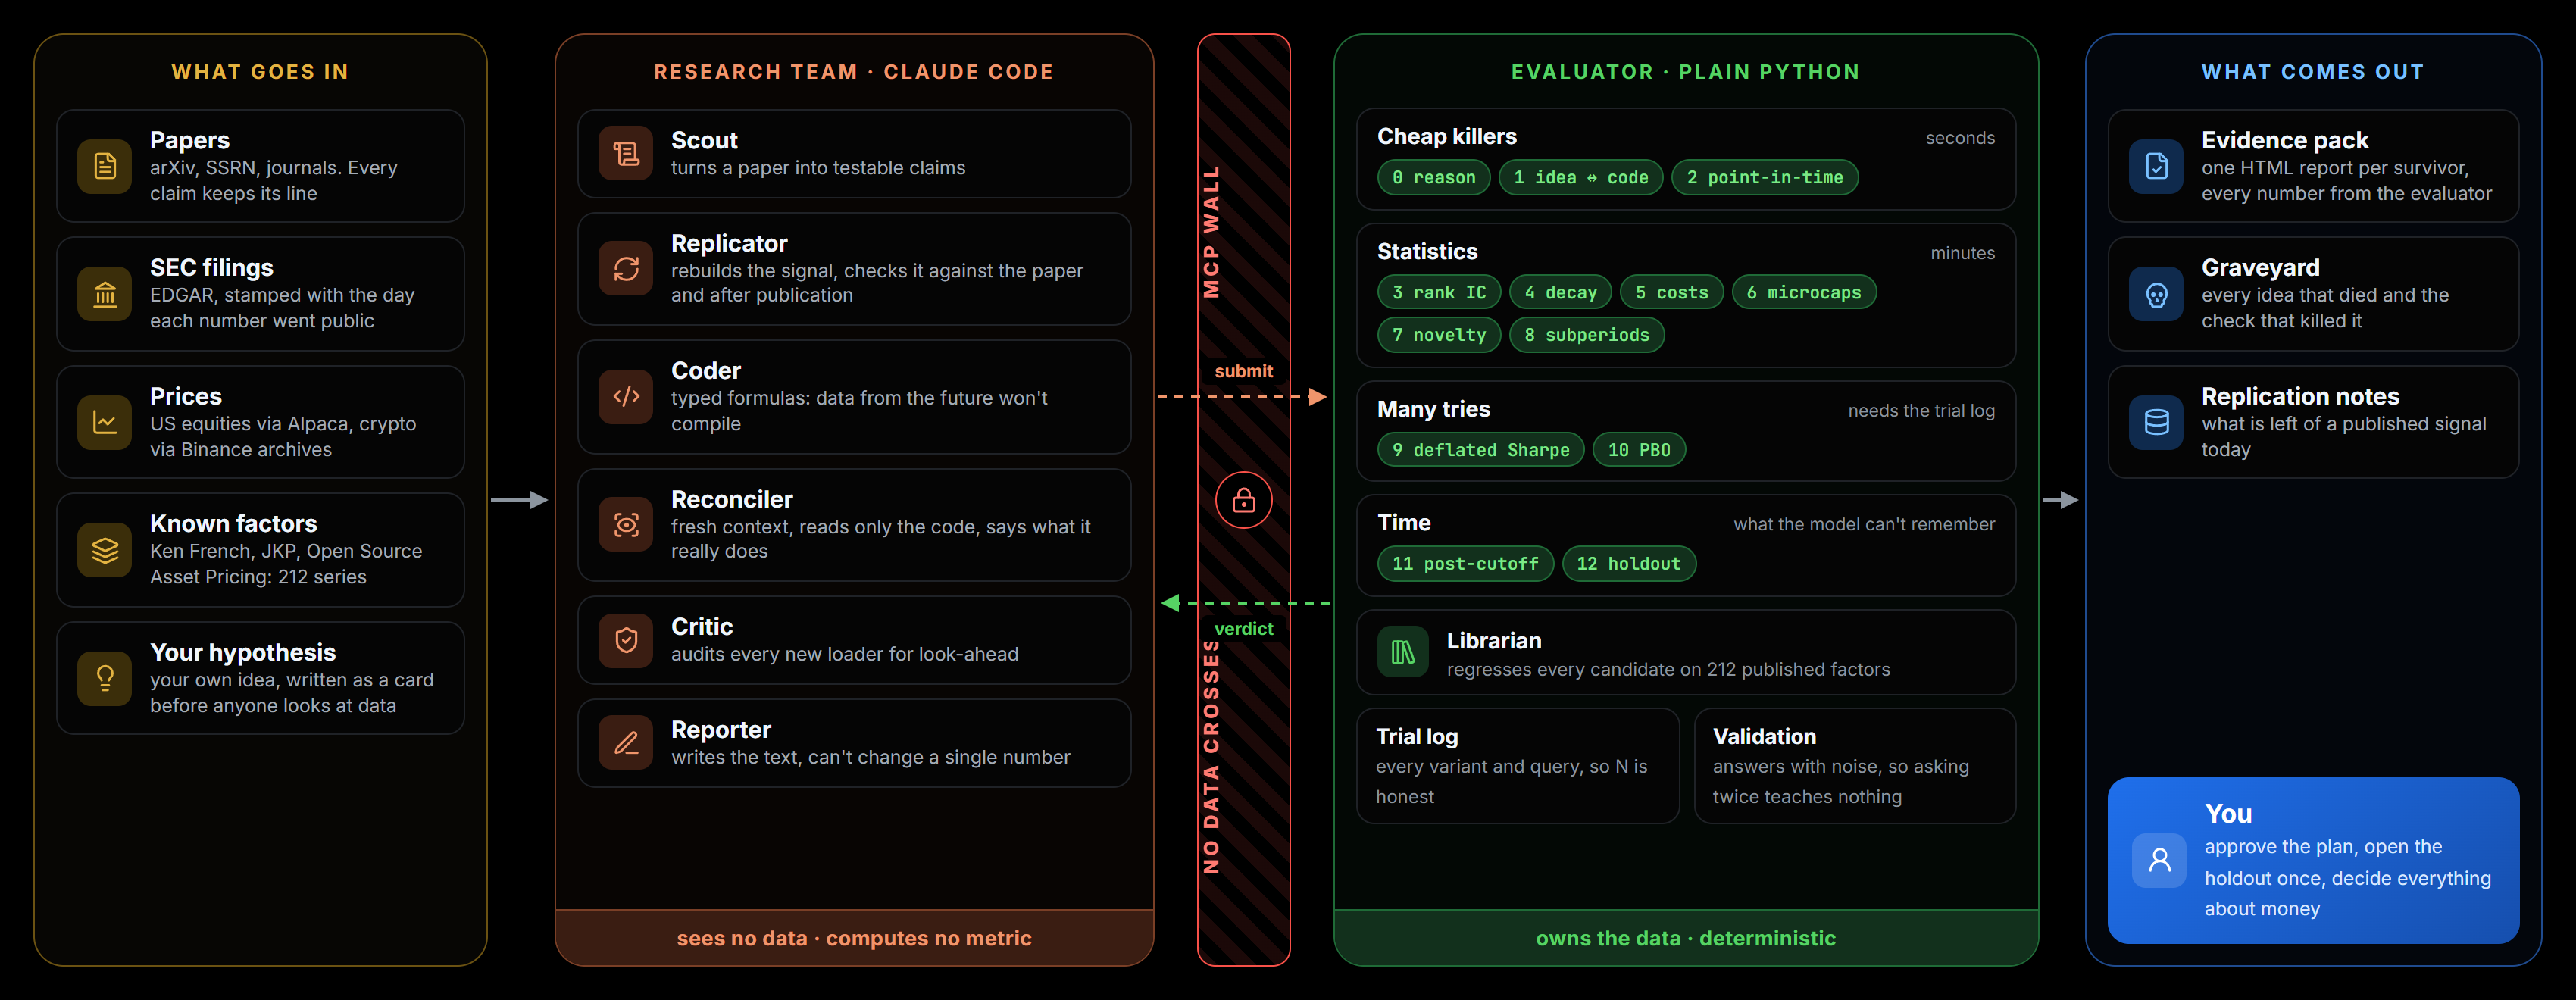 WHAT GOES IN
Papers
arXiv, SSRN, journals. Every
claim keeps its line
SEC filings
EDGAR, stamped with the day
each number went public
Prices
US equities via Alpaca, crypto
via Binance archives
Known factors
Ken French, JKP, Open Source
Asset Pricing: 212 series
Your hypothesis
your own idea, written as a card
before anyone looks at data
RESEARCH TEAM · CLAUDE CODE
Scout
turns a paper into testable claims
Replicator
rebuilds the signal, checks it against the paper
and after publication
Coder
typed formulas: data from the future won't
compile
Reconciler
fresh context, reads only the code, says what it
really does
Critic
audits every new loader for look-ahead
Reporter
writes the text, can't change a single number
sees no data · computes no metric
MCP WALL
submit
verdict
NO DATA CROSSES
EVALUATOR · PLAIN PYTHON
Cheap killers seconds
0 reason 1 idea ↔ code 2 point-in-time
Statistics minutes
3 rank IC 4 decay 5 costs 6 microcaps
7 novelty 8 subperiods
Many tries needs the trial log
9 deflated Sharpe 10 PBO
Time what the model can't remember
11 post-cutoff 12 holdout
Librarian
regresses every candidate on 212 published factors
Trial log
every variant and query, so N is
honest
Validation
answers with noise, so asking
twice teaches nothing
owns the data · deterministic
WHAT COMES OUT
Evidence pack
one HTML report per survivor,
every number from the evaluator
Graveyard
every idea that died and the
check that killed it
Replication notes
what is left of a published signal
today
You
approve the plan, open the
holdout once, decide everything
about money